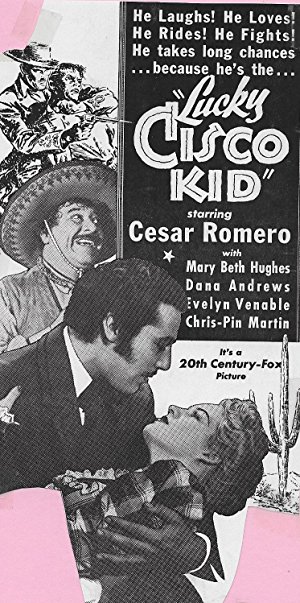 He Laughs! He Loves!
He Rides! He Fights!
He takes long chances
...because he's the...
"Lucky
CISCO
KID"
starring
Cesar Romero
with
Mary Beth Hughes
Dana Andrews
Evelyn Venable
Chris-Pin Martin
It's a
20th Century-Fox
Picture